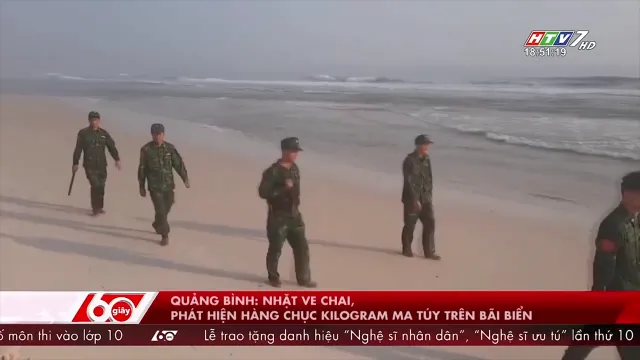 HTV7 HD
18:51:19
60 giây
QUẢNG BÌNH: NHẶT VE CHAI,
PHÁT HIỆN HÀNG CHỤC KILOGRAM MA TÚY TRÊN BÃI BIỂN
ố môn thi vào lớp 10 60 Lễ trao tặng danh hiệu “Nghệ sĩ nhân dân”, “Nghệ sĩ ưu tú” lần thứ 10